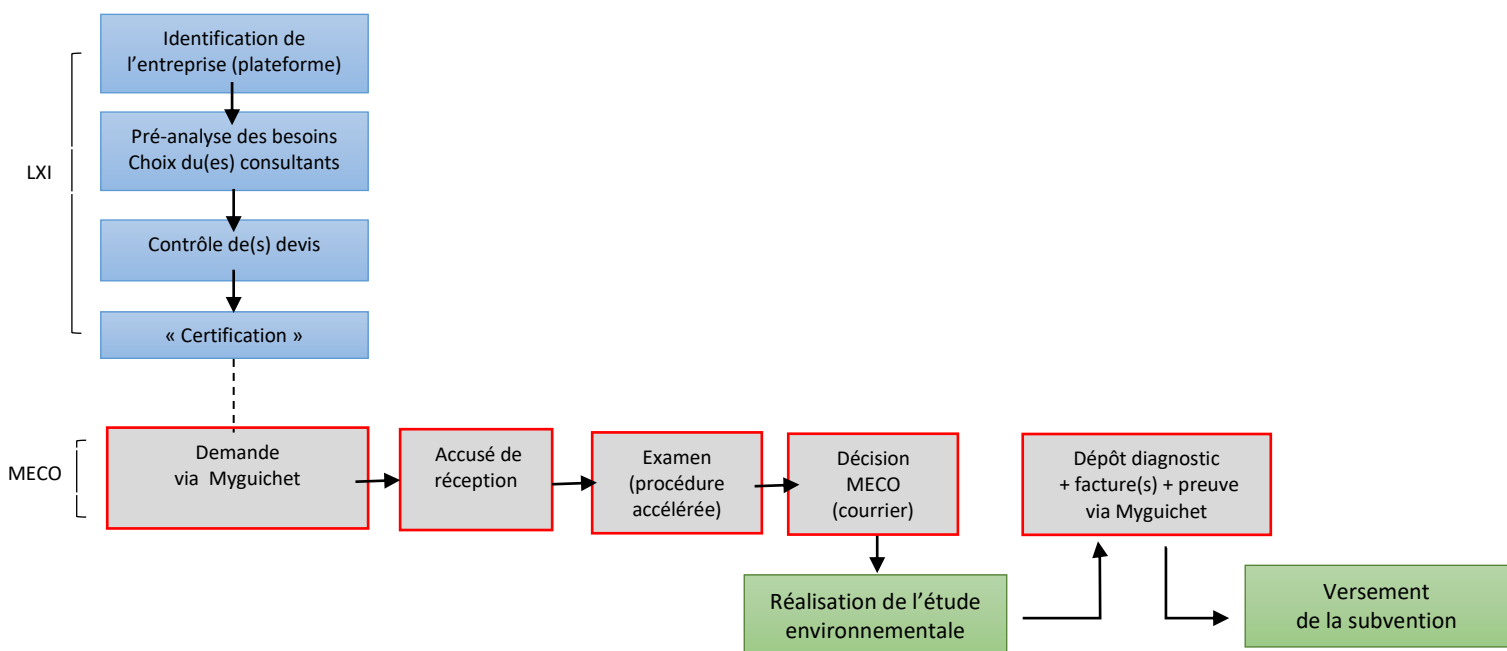 Identification de
l'entreprise (plateforme)
Pré-analyse des besoins
Choix du(es) consultants
LXI
Contrôle de(s) devis
« Certification »
MECO
Demande
via Myguichet
Accusé de
réception
Examen
(procédure
accélérée)
Décision
MECO
(courrier)
Dépôt diagnostic
+ facture(s) + preuve
via Myguichet
Réalisation de l'étude
environnementale
Versement
de la subvention